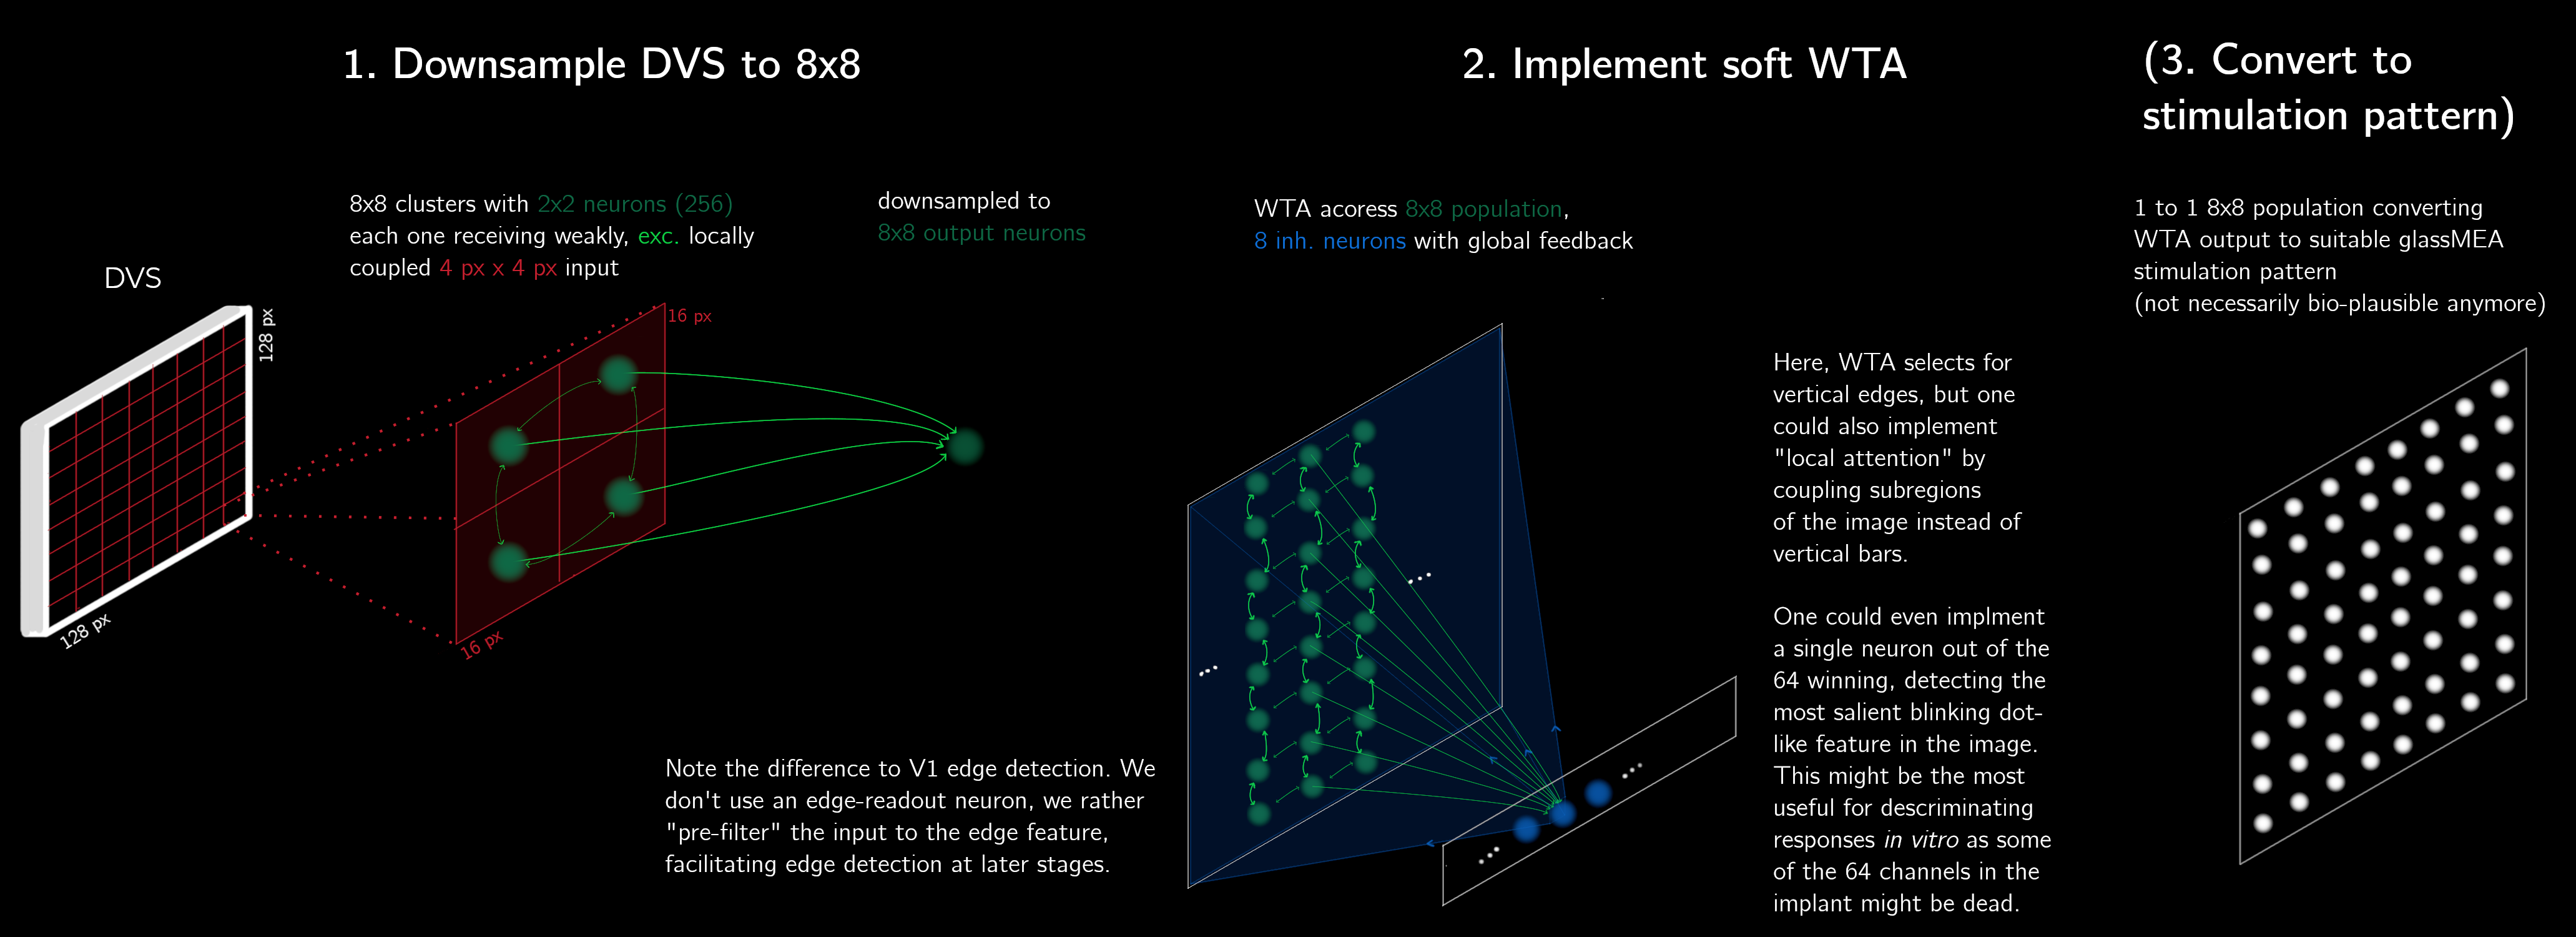 1. Downsample DVS to 8x8
2. Implement soft WTA
(3. Convert to
stimulation pattern)
DVS
128 px
128 px
8x8 clusters with 2x2 neurons (256)
each one receiving weakly, exc. locally
coupled 4 px x 4 px input
16 px
16 px
downsampled to
8x8 output neurons
Note the difference to V1 edge detection. We
don't use an edge-readout neuron, we rather
"pre-filter" the input to the edge feature,
facilitating edge detection at later stages.
WTA acoress 8x8 population,
8 inh. neurons with global feedback
Here, WTA selects for
vertical edges, but one
could also implement
"local attention" by
coupling subregions
of the image instead of
vertical bars.
One could even implment
a single neuron out of the
64 winning, detecting the
most salient blinking dot-
like feature in the image.
This might be the most
useful for descriminating
responses in vitro as some
of the 64 channels in the
implant might be dead.
1 to 1 8x8 population converting
WTA output to suitable glassMEA
stimulation pattern
(not necessarily bio-plausible anymore)